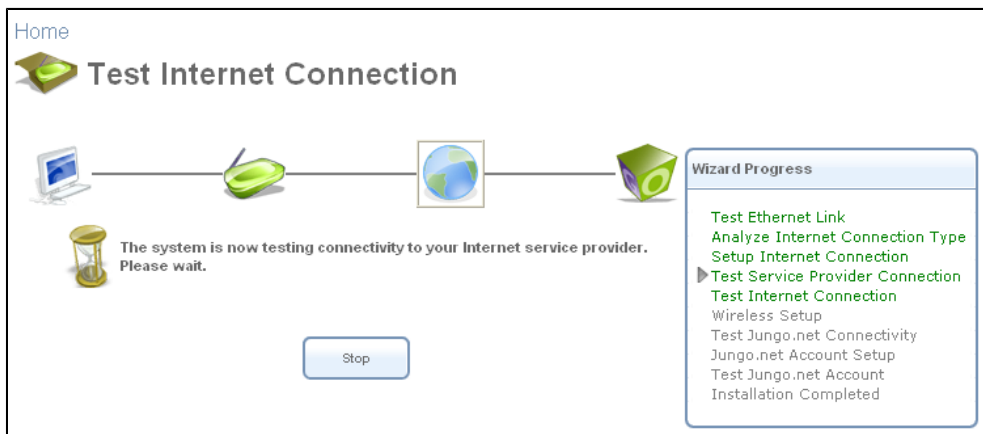 Home
Test Internet Connection
The system is now testing connectivity to your Internet service provider.
Please wait.
Stop
Wizard Progress
Test Ethernet Link
Analyze Internet Connection Type
Setup Internet Connection
Test Service Provider Connection
Test Internet Connection
Wireless Setup
Test Jungo.net Connectivity
Jungo.net Account Setup
Test Jungo.net Account
Installation Completed